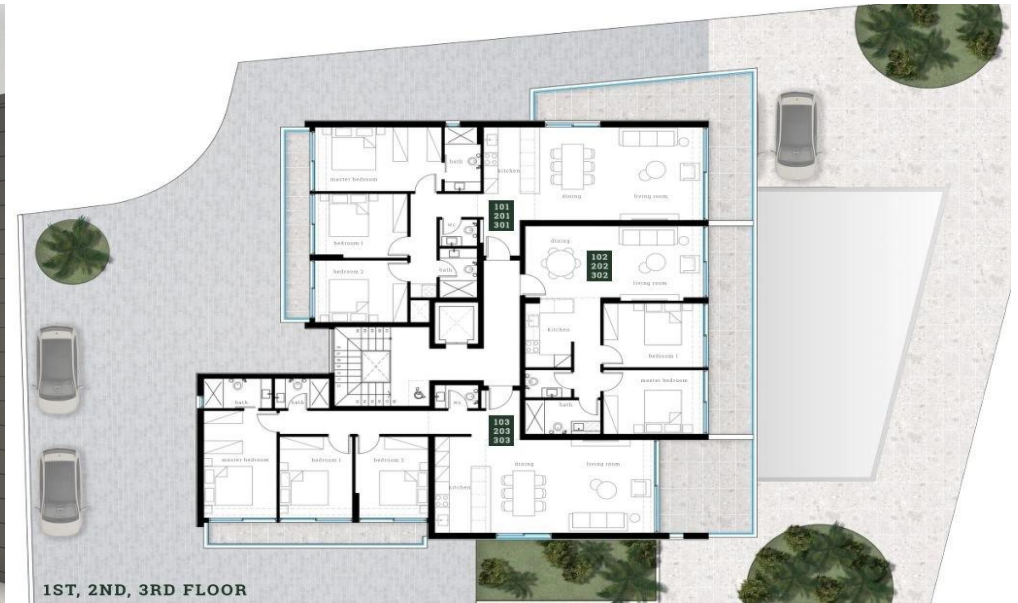 bath
master bedroom
kitchen
dining
living room
101
201
301
bedroom 1
wc
dining
102
202
302
living room
bedroom 2
bath
kitchen
bedroom 1
master bedroom
bath
bath
wc
bath
103
203
303
master bedroom
bedroom 1
bedroom 2
kitchen
dining
living room
1ST, 2ND, 3RD FLOOR